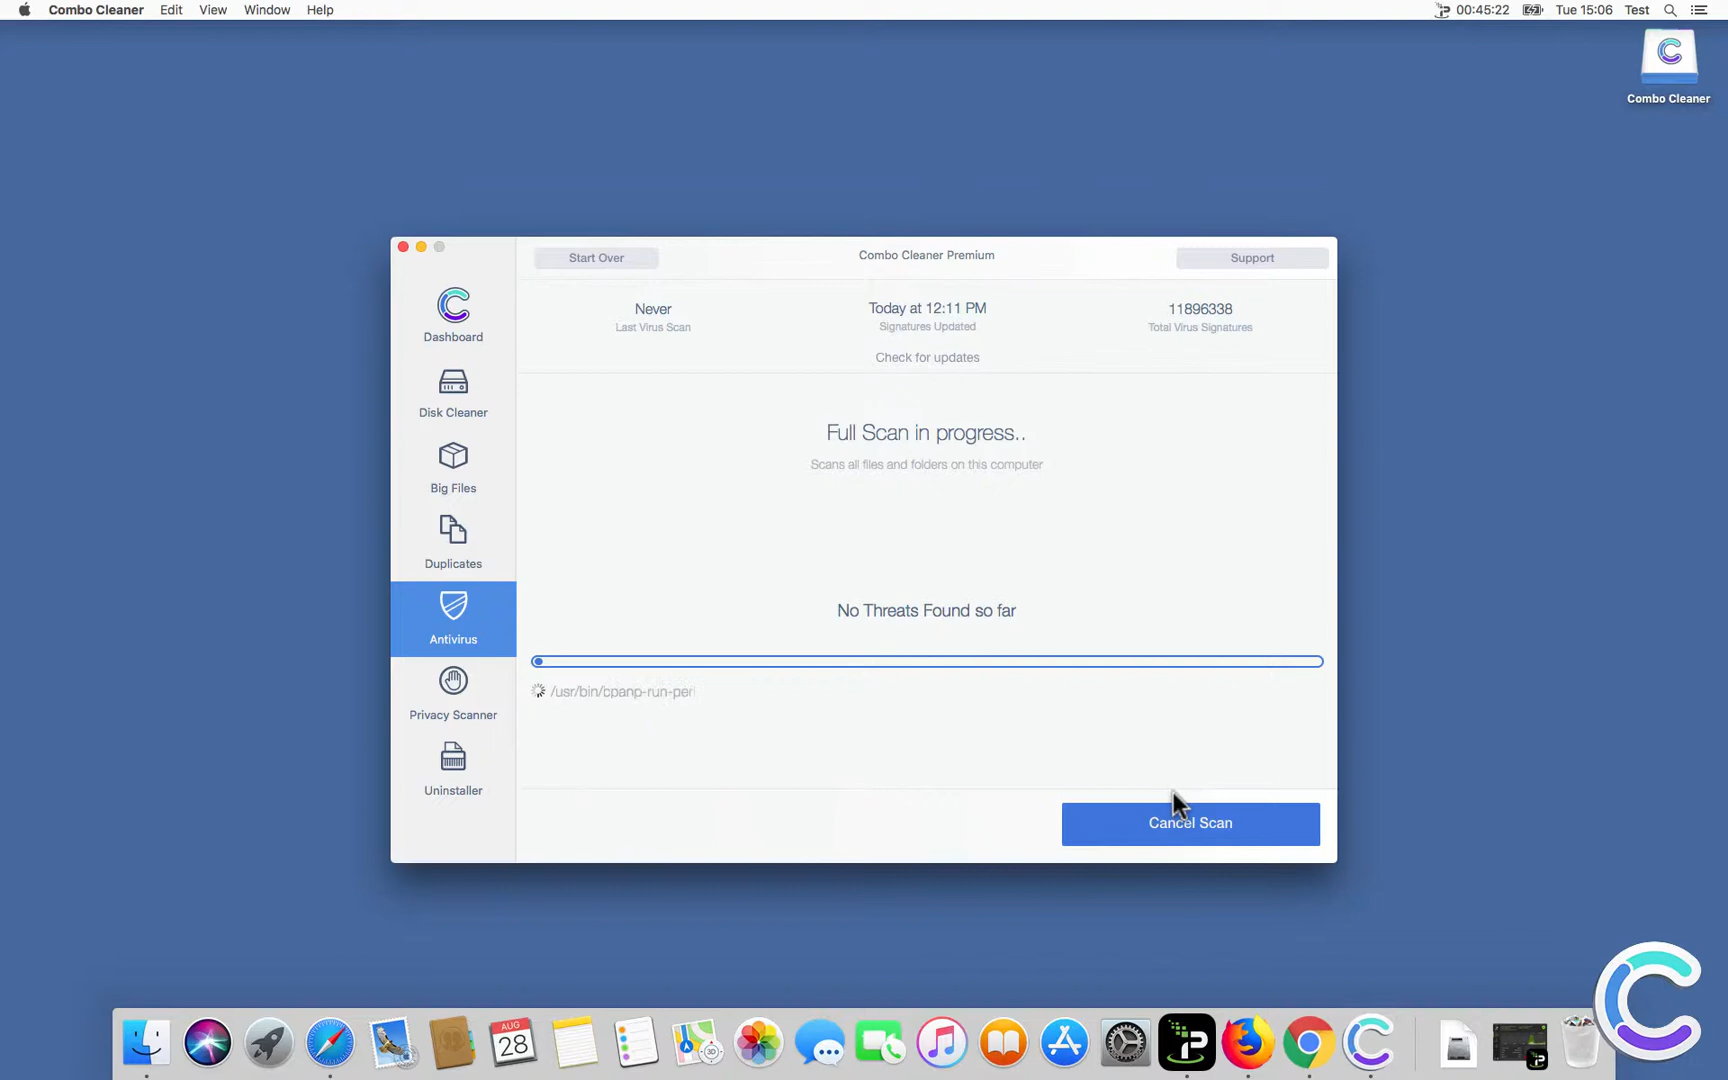 Combo Cleaner Edit View Window Help
00:45:22 Tue 15:06 Test
Combo Cleaner
Start Over
Combo Cleaner Premium
Support
Never
Last Virus Scan
Today at 12:11 PM
Signatures Updated
11896338
Total Virus Signatures
Check for updates
Dashboard
Disk Cleaner
Big Files
Duplicates
Antivirus
Privacy Scanner
Uninstaller
Full Scan in progress..
Scans all files and folders on this computer
No Threats Found so far
/usr/bin/cpanp-run-perl
Cancel Scan
AUG
28
3D